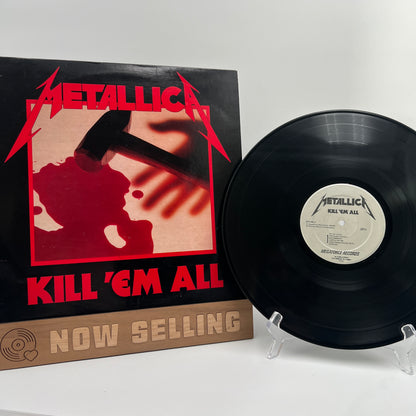 METALLICA
KILL 'EM ALL
NOW SELLING
METALLICA
KILL 'EM ALL
MEGAFORCE RECORDS